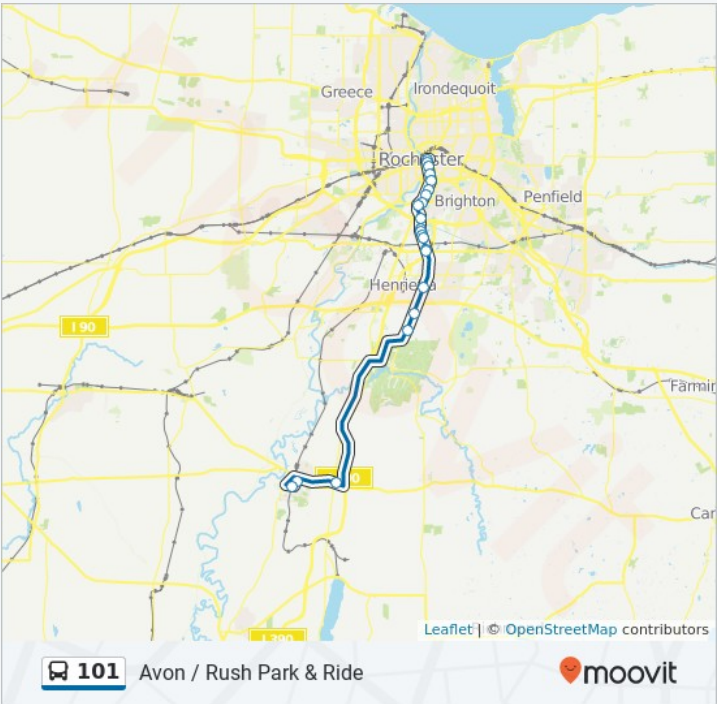 Greece
Irondequoit
Rochester
Brighton
Penfield
Henrietta
I 90
Farmin
Car
I 390
Leaflet | © OpenStreetMap contributors
101 Avon / Rush Park & Ride
moovit